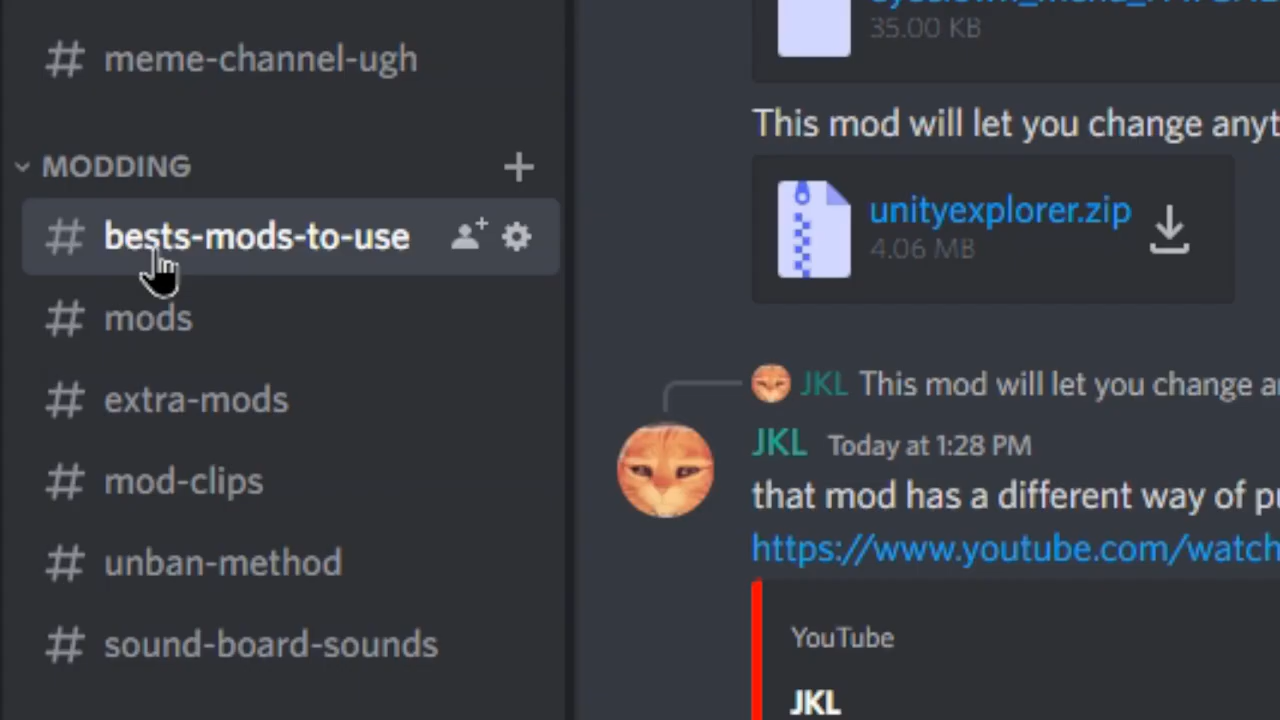 # meme-channel-ugh
MODDING
# bests-mods-to-use
# mods
# extra-mods
# mod-clips
# unban-method
# sound-board-sounds
35.00 KB
This mod will let you change
unityexplorer.zip
4.06 MB
JKL This mod will let you change
JKL Today at 1:28 PM
that mod has a different way of
https://www.youtube.com/watch
YouTube
JKL